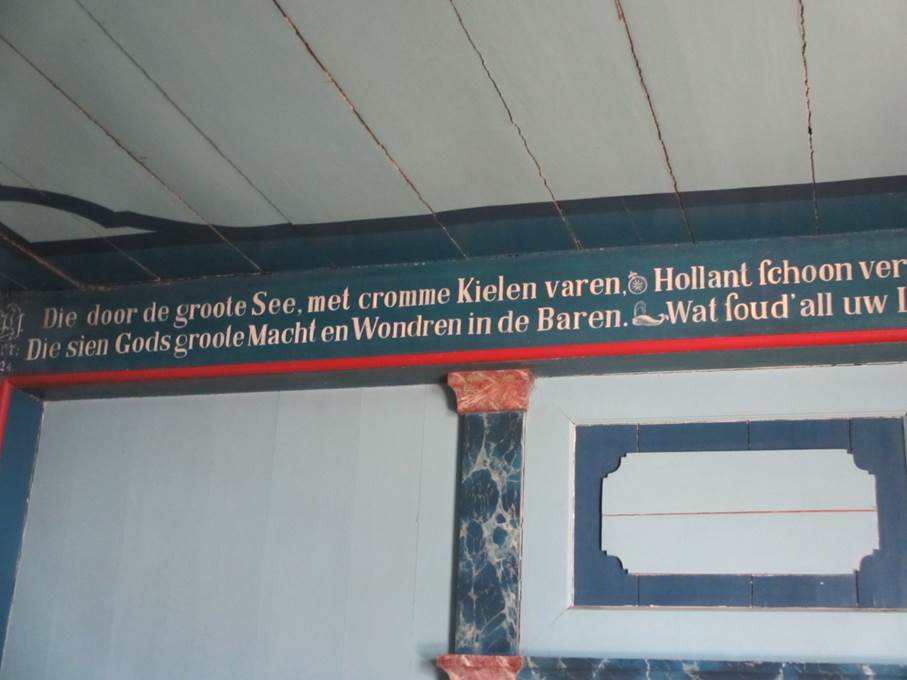 Die door de groote See, met cromme Kielen varen, Hollant ſchoon
Die sien Gods groote Macht en Wondren in de Baren. Wat ſoud' all uw